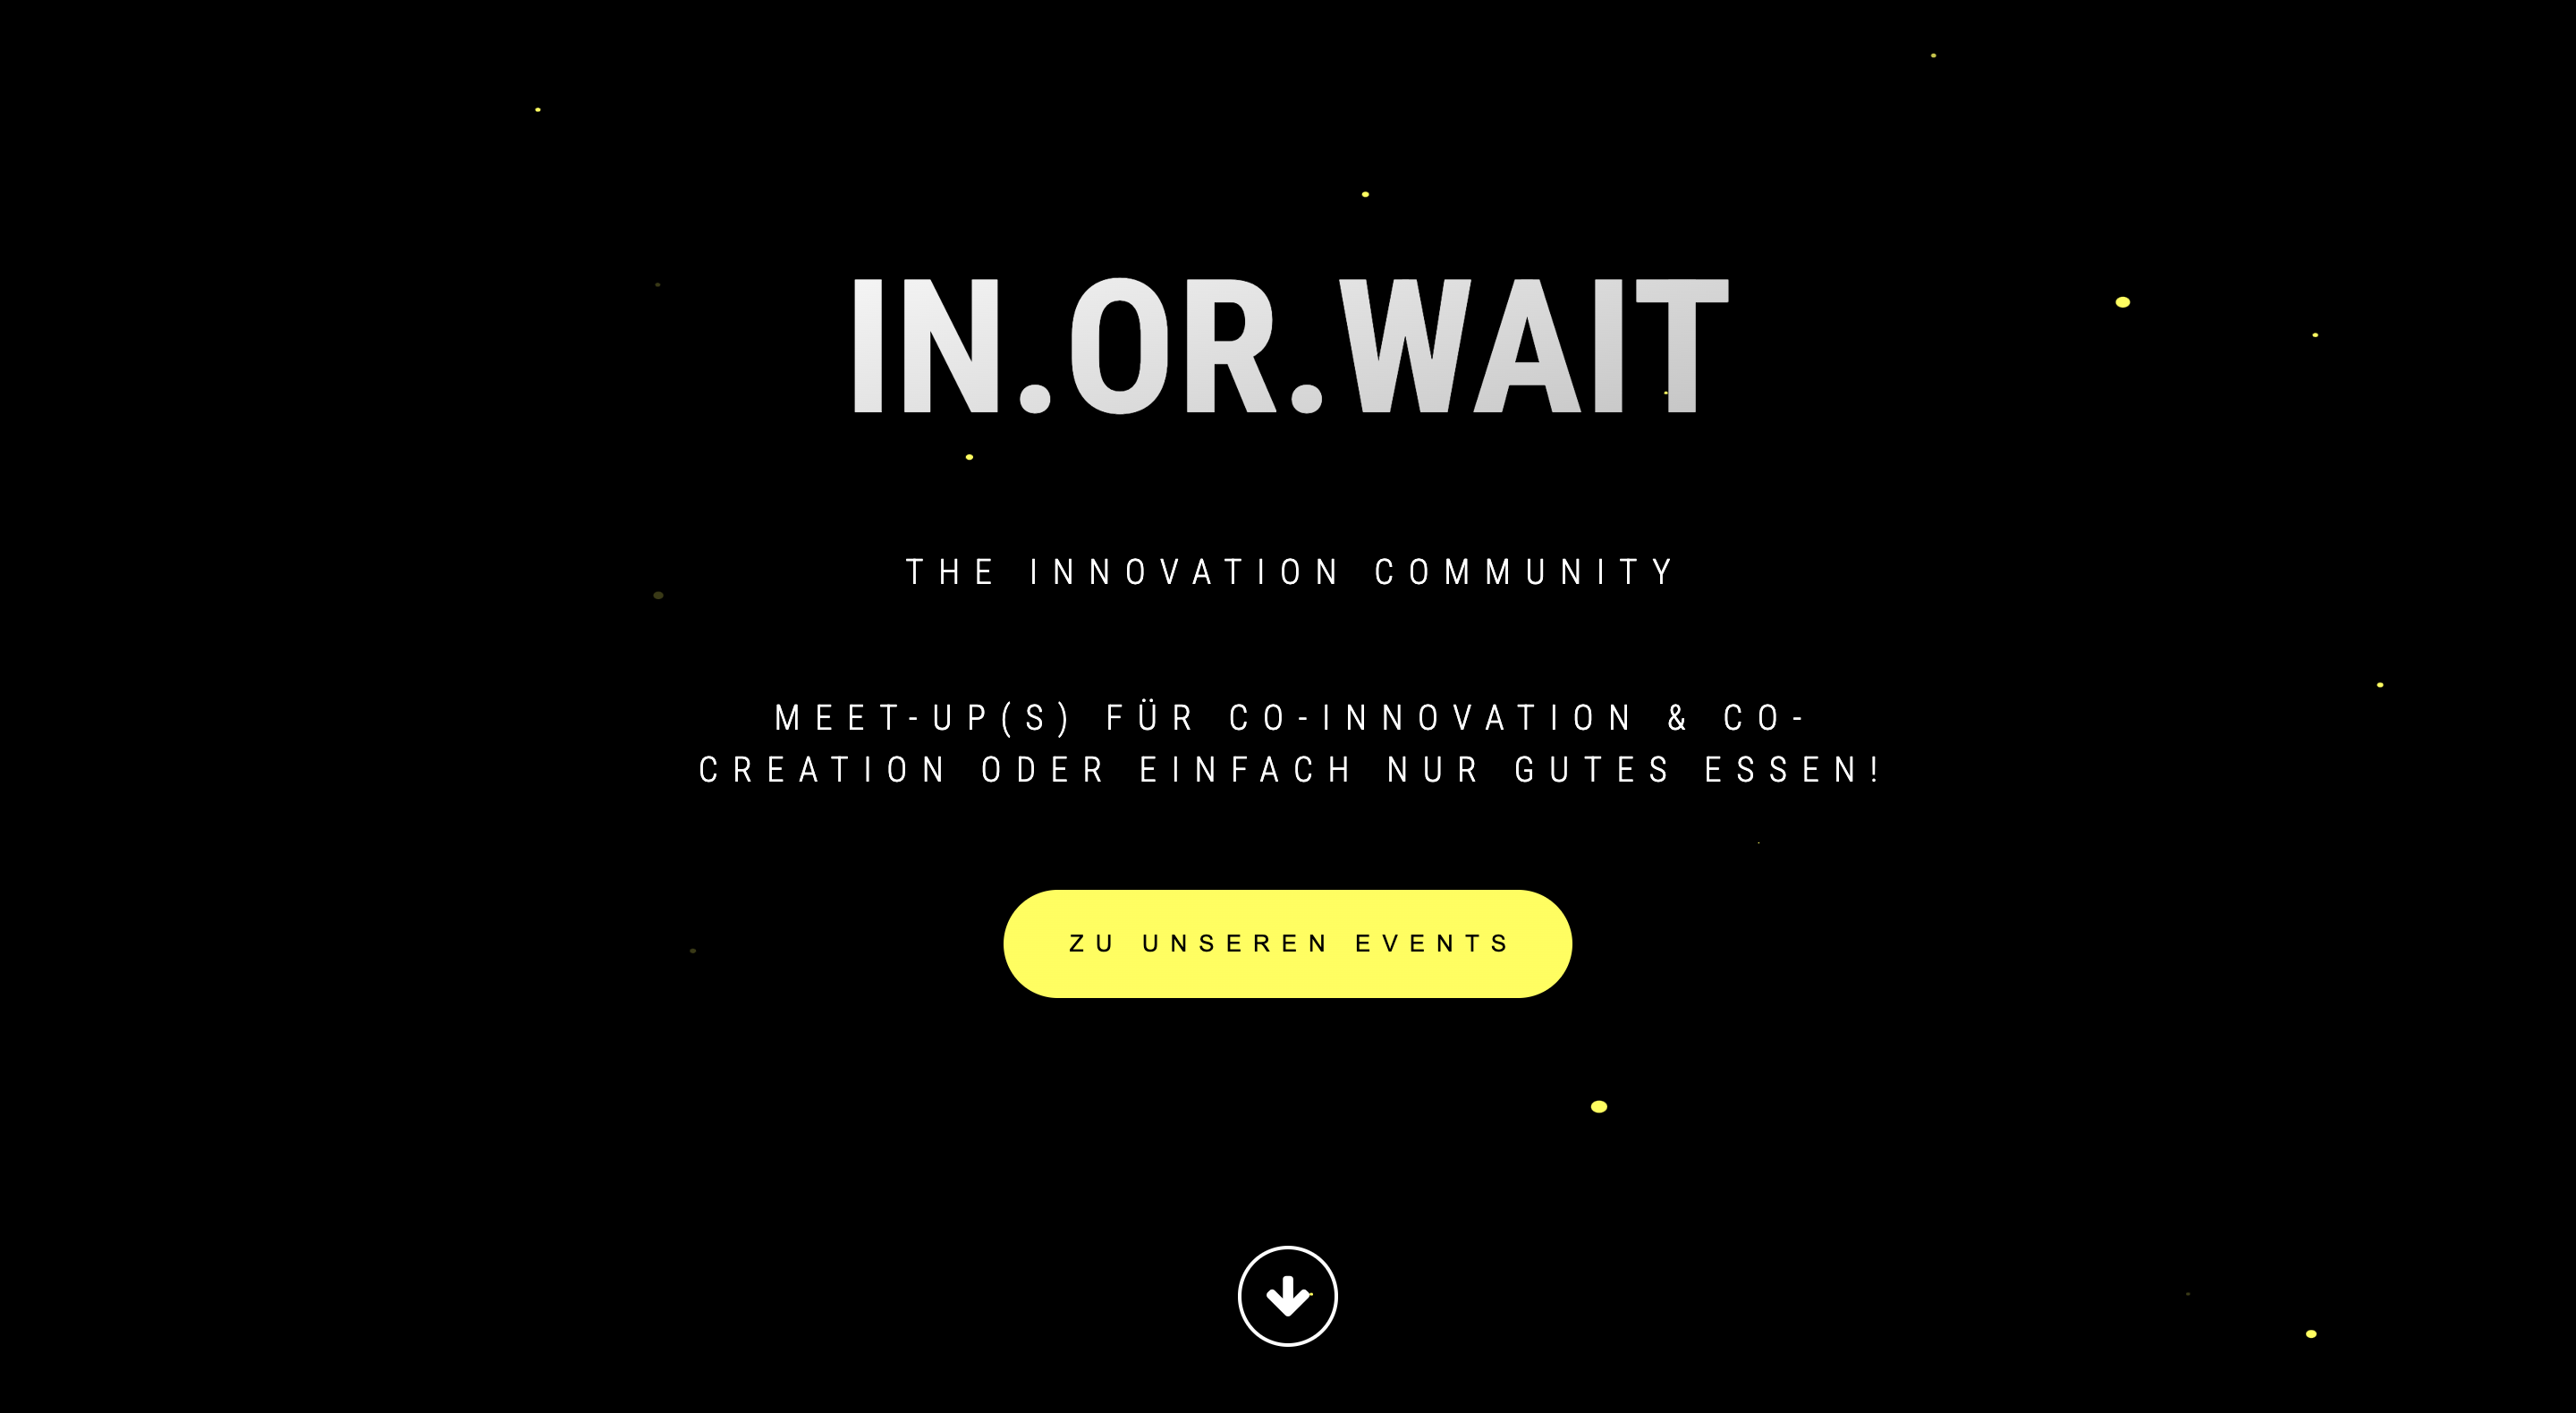 IN.OR.WAIT
THE INNOVATION COMMUNITY
MEET-UP(S) FÜR CO-INNOVATION & CO-
CREATION ODER EINFACH NUR GUTES ESSEN!
ZU UNSEREN EVENTS